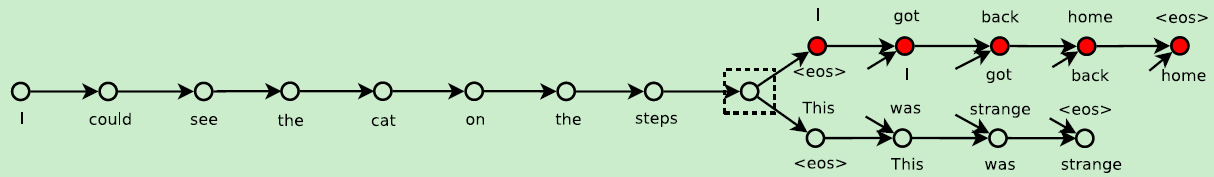 I got back home <eos>
<eos> I got back home
I could see the cat on the steps
This was strange <eos>
<eos> This was strange